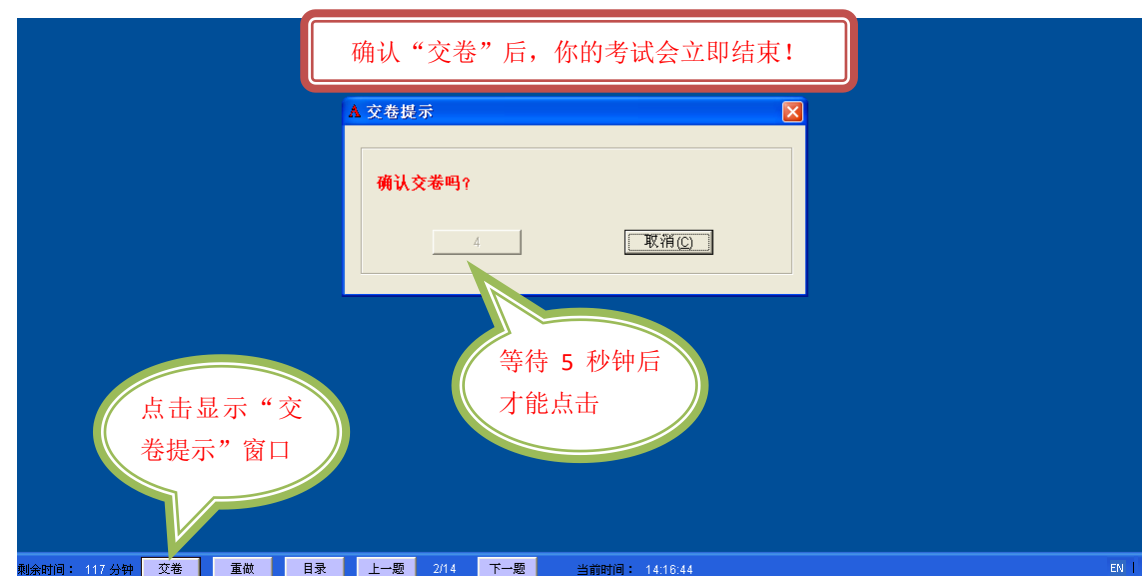 确认“交卷”后，你的考试会立即结束！
交卷提示
确认交卷吗？
4
取消(C)
等待 5 秒钟后
才能点击
点击显示“交
卷提示”窗口
剩余时间： 117 分钟 交卷 重做 目录 上一题 2/14 下一题 当前时间： 14:16:44 EN